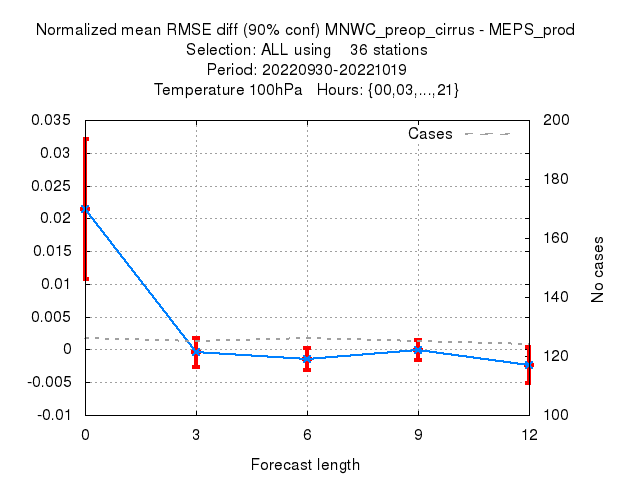 Normalized mean RMSE diff (90% conf) MNWC_preop_cirrus - MEPS_prod
Selection: ALL using 36 stations
Period: 20220930-20221019
Temperature 100hPa Hours: {00,03,...,21}
Cases
0.035
0.03
0.025
0.02
0.015
0.01
0.005
0
-0.005
-0.01
200
180
160
140
120
100
No cases
0 3 6 9 12
Forecast length